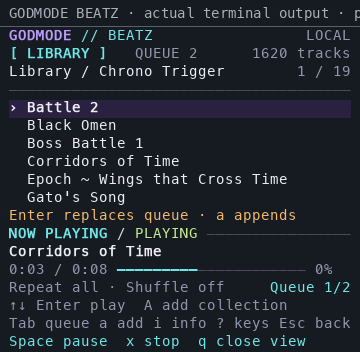 GODMODE BEATZ · actual terminal output · p
GODMODE // BEATZ LOCAL
[ LIBRARY ] QUEUE 2 1620 tracks
Library / Chrono Trigger 1 / 19
› Battle 2
Black Omen
Boss Battle 1
Corridors of Time
Epoch ~ Wings that Cross Time
Gato's Song
Enter replaces queue · a appends
NOW PLAYING / PLAYING
Corridors of Time
0:03 / 0:08 0%
Repeat all · Shuffle off Queue 1/2
↑↓ Enter play A add collection
Tab queue a add i info ? keys Esc back
Space pause x stop q close view